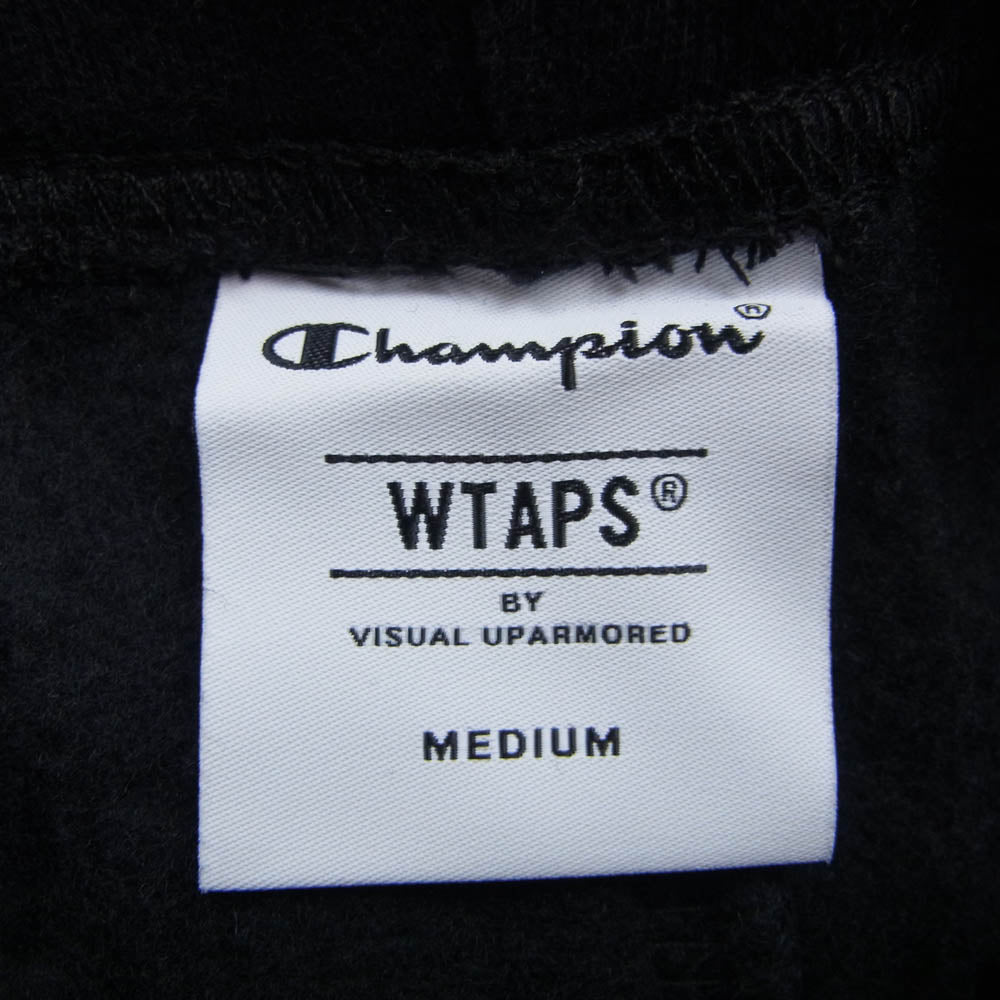 Champion®
WTAPS®
BY
VISUAL UPARMORED
MEDIUM